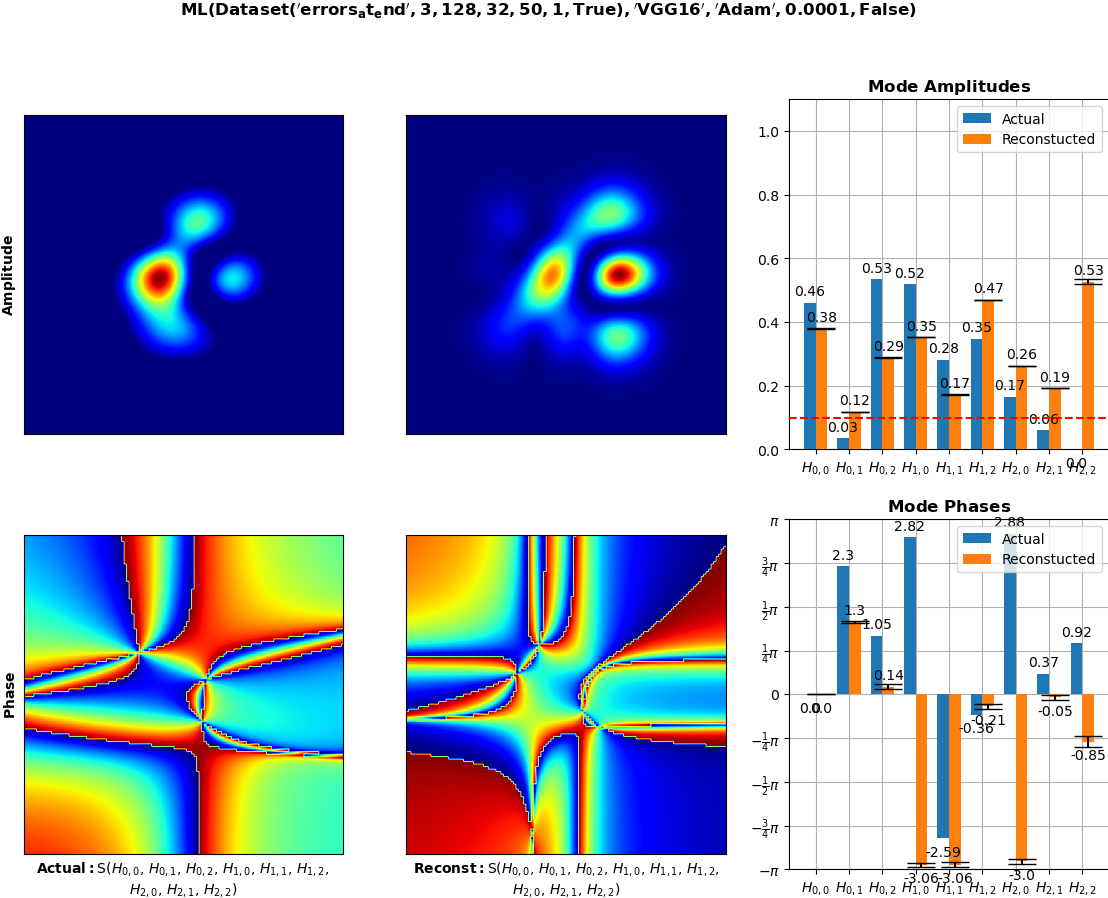 ML(Dataset('errors_at_end', 3, 128, 32, 50, 1, True), 'VGG16', 'Adam', 0.0001, False)
Amplitude
Mode Amplitudes
Actual
Reconstucted
1.0
0.8
0.6
0.4
0.2
0.0
0.46
0.38
0.03
0.12
0.53
0.29
0.52
0.35
0.28
0.17
0.35
0.47
0.17
0.26
0.06
0.19
0.0
0.53
H0,0 H0,1 H0,2 H1,0 H1,1 H1,2 H2,0 H2,1 H2,2
Phase
Actual: S(H0,0, H0,1, H0,2, H1,0, H1,1, H1,2,
H2,0, H2,1, H2,2)
Reconst: S(H0,0, H0,1, H0,2, H1,0, H1,1, H1,2,
H2,0, H2,1, H2,2)
Mode Phases
Actual
Reconstucted
π
3/4π
1/2π
1/4π
0
−1/4π
−1/2π
−3/4π
−π
0.0
0.0
2.3
1.3
1.05
0.14
2.82
-3.06
-2.59
-3.06
-0.36
-0.21
2.88
-3.0
0.37
-0.05
0.92
-0.85
H0,0 H0,1 H0,2 H1,0 H1,1 H1,2 H2,0 H2,1 H2,2